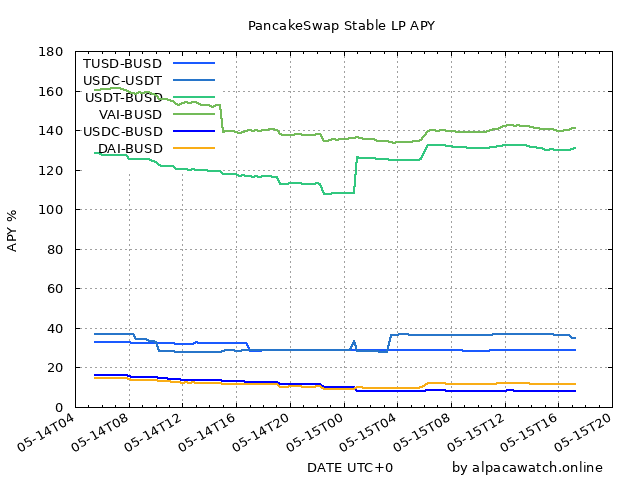 PancakeSwap Stable LP APY
180
160
140
120
100
80
60
40
20
0
APY %
TUSD-BUSD
USDC-USDT
USDT-BUSD
VAI-BUSD
USDC-BUSD
DAI-BUSD
05-14T04
05-14T08
05-14T12
05-14T16
05-14T20
05-15T00
05-15T04
05-15T08
05-15T12
05-15T16
05-15T20
DATE UTC+0
by alpacawatch.online